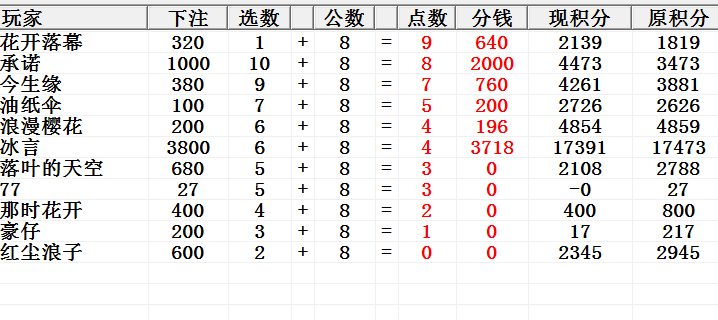 玩家 下注 选数 公数 点数 分钱 现积分 原积分
花开落幕 320 1 + 8 = 9 640 2139 1819
承诺 1000 10 + 8 = 8 2000 4473 3473
今生缘 380 9 + 8 = 7 760 4261 3881
油纸伞 100 7 + 8 = 5 200 2726 2626
浪漫樱花 200 6 + 8 = 4 196 4854 4859
冰言 3800 6 + 8 = 4 3718 17391 17473
落叶的天空 680 5 + 8 = 3 0 2108 2788
77 27 5 + 8 = 3 0 -0 27
那时花开 400 4 + 8 = 2 0 400 800
豪仔 200 3 + 8 = 1 0 17 217
红尘浪子 600 2 + 8 = 0 0 2345 2945